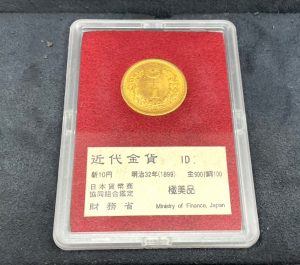 近代金貨 ID:
新10円 明治32年(1899) 金900/銅100
日本貨幣商
協同組合鑑定 極美品
財務省 Ministry of Finance, Japan